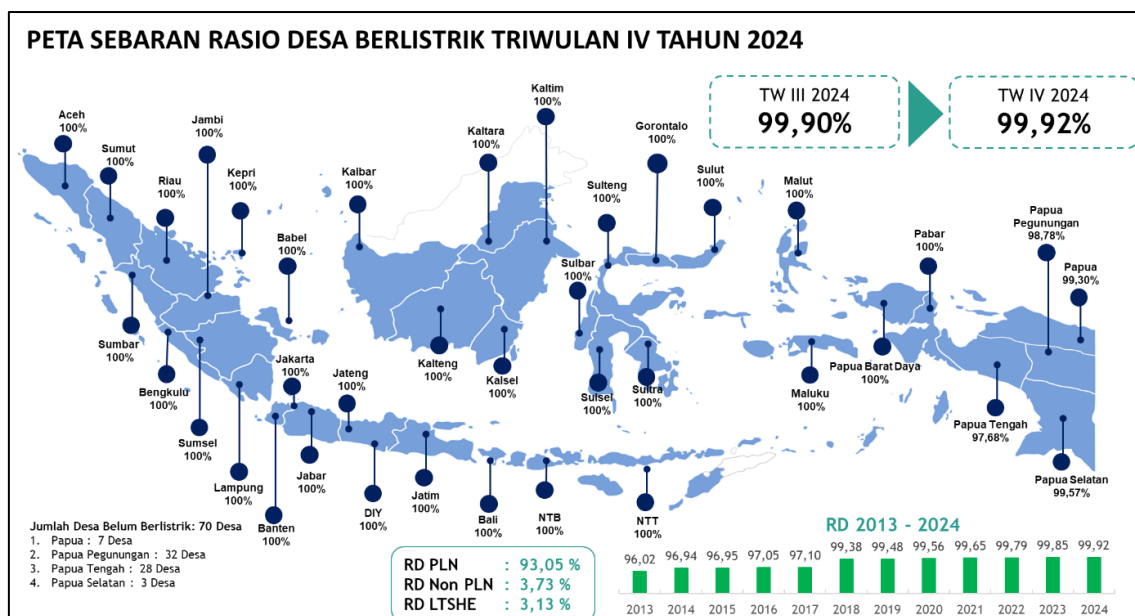 PETA SEBARAN RASIO DESA BERLISTRIK TRIWULAN IV TAHUN 2024
TW III 2024
99,90%
TW IV 2024
99,92%
Aceh
100%
Sumut
100%
Riau
100%
Jambi
100%
Kepri
100%
Babel
100%
Kalbar
100%
Kaltara
100%
Kaltim
100%
Sulteng
100%
Gorontalo
100%
Sulut
100%
Malut
100%
Sulbar
100%
Pabar
100%
Papua
Pegunungan
98,78%
Papua
99,30%
Sumbar
100%
Bengkulu
100%
Sumsel
100%
Lampung
100%
Banten
100%
Jakarta
100%
Jabar
100%
Jateng
100%
DIY
100%
Jatim
100%
Bali
100%
NTB
100%
NTT
100%
Kalteng
100%
Kalsel
100%
Sulsel
100%
Sultra
100%
Maluku
100%
Papua Barat Daya
100%
Papua Tengah
97,68%
Papua Selatan
99,57%
Jumlah Desa Belum Berlistrik: 70 Desa
1. Papua : 7 Desa
2. Papua Pegunungan : 32 Desa
3. Papua Tengah : 28 Desa
4. Papua Selatan : 3 Desa
RD PLN : 93,05 %
RD Non PLN : 3,73 %
RD LTSHE : 3,13 %
RD 2013 - 2024
96,02 96,94 96,95 97,05 97,10 99,38 99,48 99,56 99,65 99,79 99,85 99,92
2013 2014 2015 2016 2017 2018 2019 2020 2021 2022 2023 2024